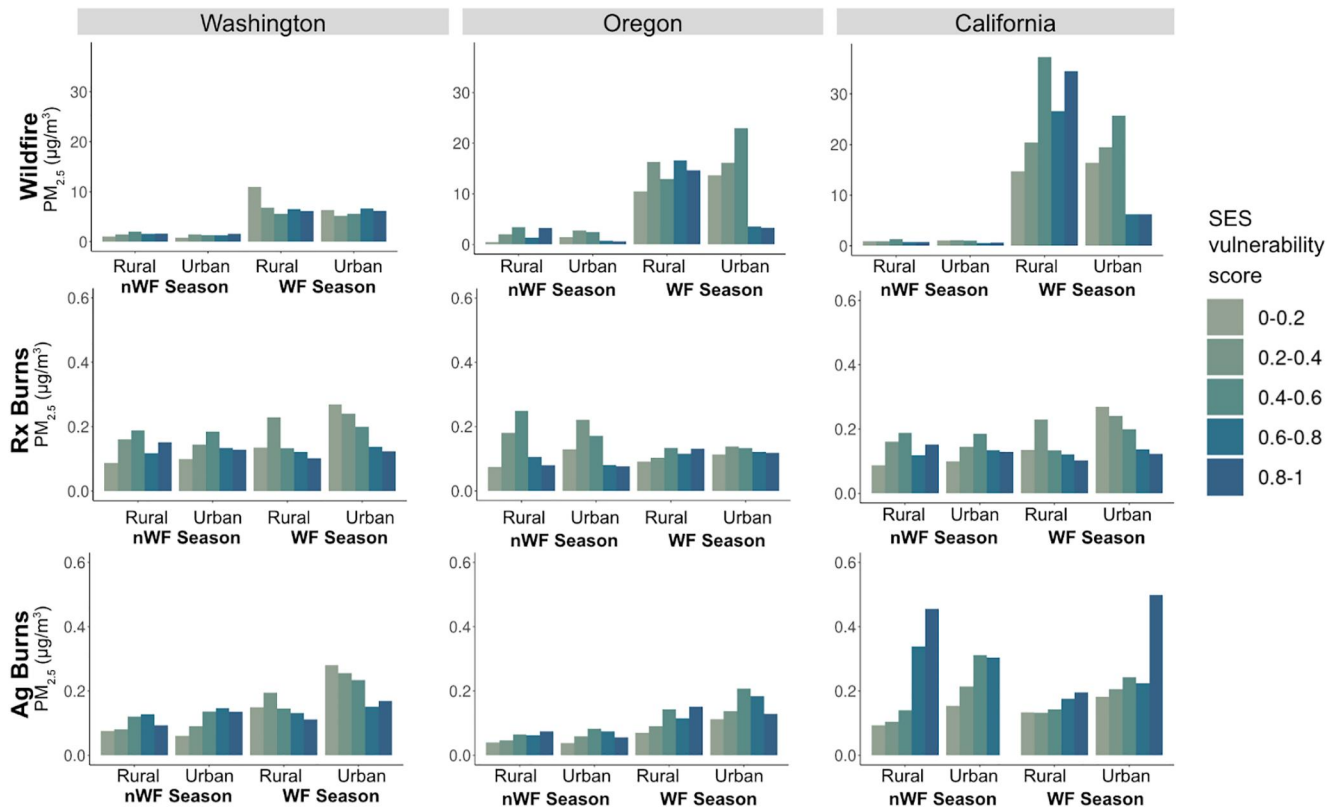 Washington
Oregon
California
Wildfire
PM2.5 (µg/m³)
30
20
10
0
Rural
Urban
Rural
Urban
nWF Season
WF Season
30
20
10
0
Rural
Urban
Rural
Urban
nWF Season
WF Season
30
20
10
0
Rural
Urban
Rural
Urban
nWF Season
WF Season
Rx Burns
PM2.5 (µg/m³)
0.6
0.4
0.2
0.0
Rural
Urban
Rural
Urban
nWF Season
WF Season
0.6
0.4
0.2
0.0
Rural
Urban
Rural
Urban
nWF Season
WF Season
0.6
0.4
0.2
0.0
Rural
Urban
Rural
Urban
nWF Season
WF Season
Ag Burns
PM2.5 (µg/m³)
0.6
0.4
0.2
0.0
Rural
Urban
Rural
Urban
nWF Season
WF Season
0.6
0.4
0.2
0.0
Rural
Urban
Rural
Urban
nWF Season
WF Season
0.6
0.4
0.2
0.0
Rural
Urban
Rural
Urban
nWF Season
WF Season
SES
vulnerability
score
0-0.2
0.2-0.4
0.4-0.6
0.6-0.8
0.8-1